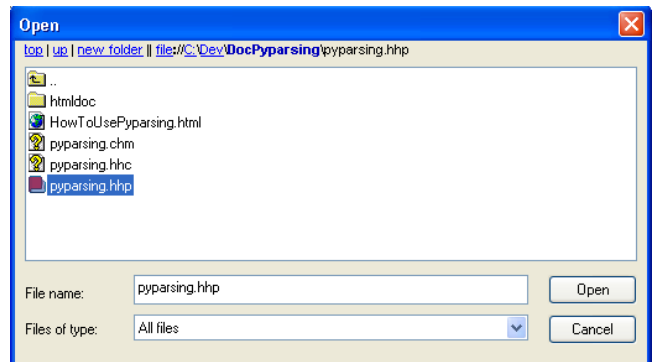 Open
top | up | new folder || file://C:\Dev\DocPyparsing\pyparsing.hhp
..
htmldoc
HowToUsePyparsing.html
pyparsing.chm
pyparsing.hhc
pyparsing.hhp
File name: pyparsing.hhp Open
Files of type: All files Cancel